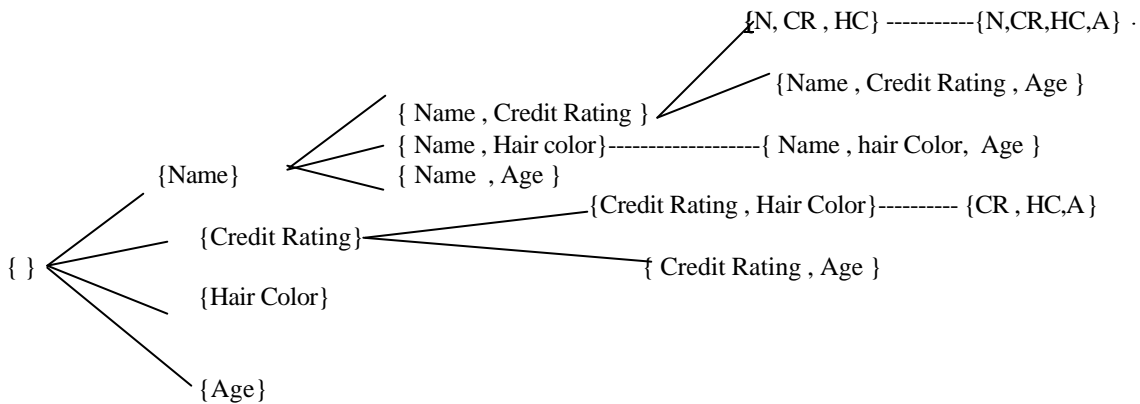 {N, CR , HC} -----------{N,CR,HC,A} -
{Name , Credit Rating , Age }
{ Name , Credit Rating }
{ Name , Hair color}-------------------{ Name , hair Color, Age }
{Name}
{ Name , Age }
{Credit Rating , Hair Color}---------- {CR , HC,A}
{Credit Rating}
{ }
{ Credit Rating , Age }
{Hair Color}
{Age}